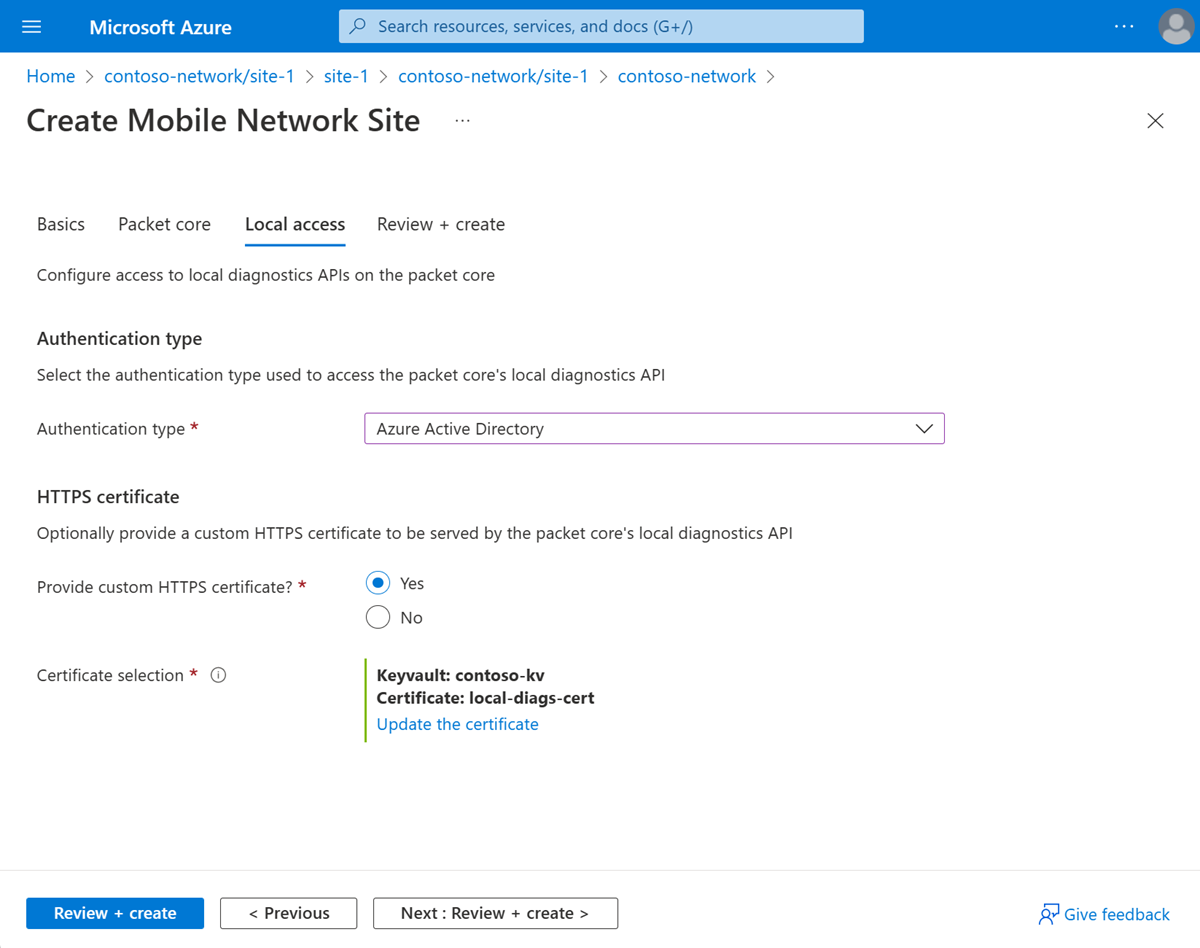 Microsoft Azure
Search resources, services, and docs (G+/)
...
Home > contoso-network/site-1 > site-1 > contoso-network/site-1 > contoso-network >
Create Mobile Network Site ...
Basics Packet core Local access Review + create
Configure access to local diagnostics APIs on the packet core
Authentication type
Select the authentication type used to access the packet core's local diagnostics API
Authentication type * Azure Active Directory
HTTPS certificate
Optionally provide a custom HTTPS certificate to be served by the packet core's local diagnostics API
Provide custom HTTPS certificate? * Yes
No
Certificate selection * Keyvault: contoso-kv
Certificate: local-diags-cert
Update the certificate
Review + create < Previous Next : Review + create > Give feedback